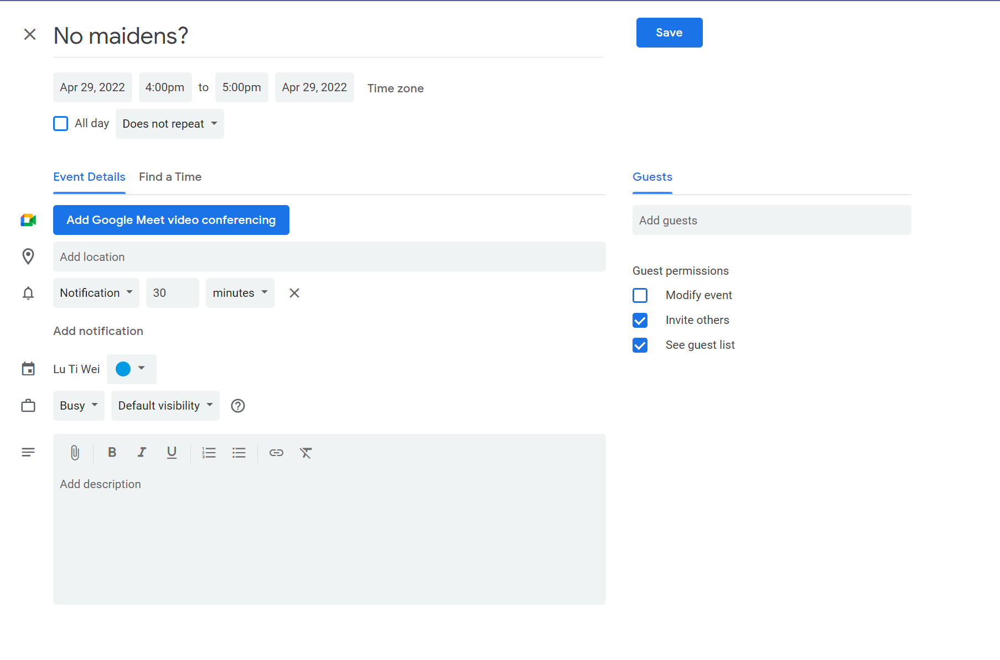 No maidens?
Save
Apr 29, 2022 4:00pm to 5:00pm Apr 29, 2022 Time zone
All day Does not repeat
Event Details Find a Time
Guests
Add Google Meet video conferencing
Add guests
Add location
Guest permissions
Notification 30 minutes
Modify event
Invite others
Add notification
See guest list
Lu Ti Wei
Busy Default visibility
B I U
Add description